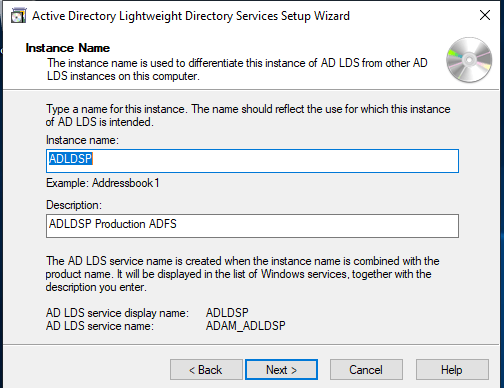 Active Directory Lightweight Directory Services Setup Wizard
Instance Name
The instance name is used to differentiate this instance of AD LDS from other AD
LDS instances on this computer.
Type a name for this instance. The name should reflect the use for which this instance
of AD LDS is intended.
Instance name:
ADLDSP
Example: Addressbook1
Description:
ADLDSP Production ADFS
The AD LDS service name is created when the instance name is combined with the
product name. It will be displayed in the list of Windows services, together with the
description you enter.
AD LDS service display name: ADLDSP
AD LDS service name: ADAM_ADLDSP
< Back Next > Cancel Help